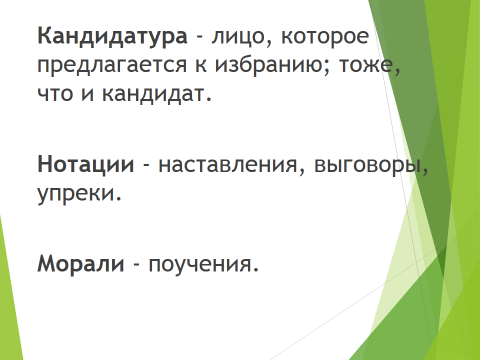 Кандидатура - лицо, которое
предлагается к избранию; тоже,
что и кандидат.
Нотации - наставления, выговоры,
упреки.
Морали - поучения.